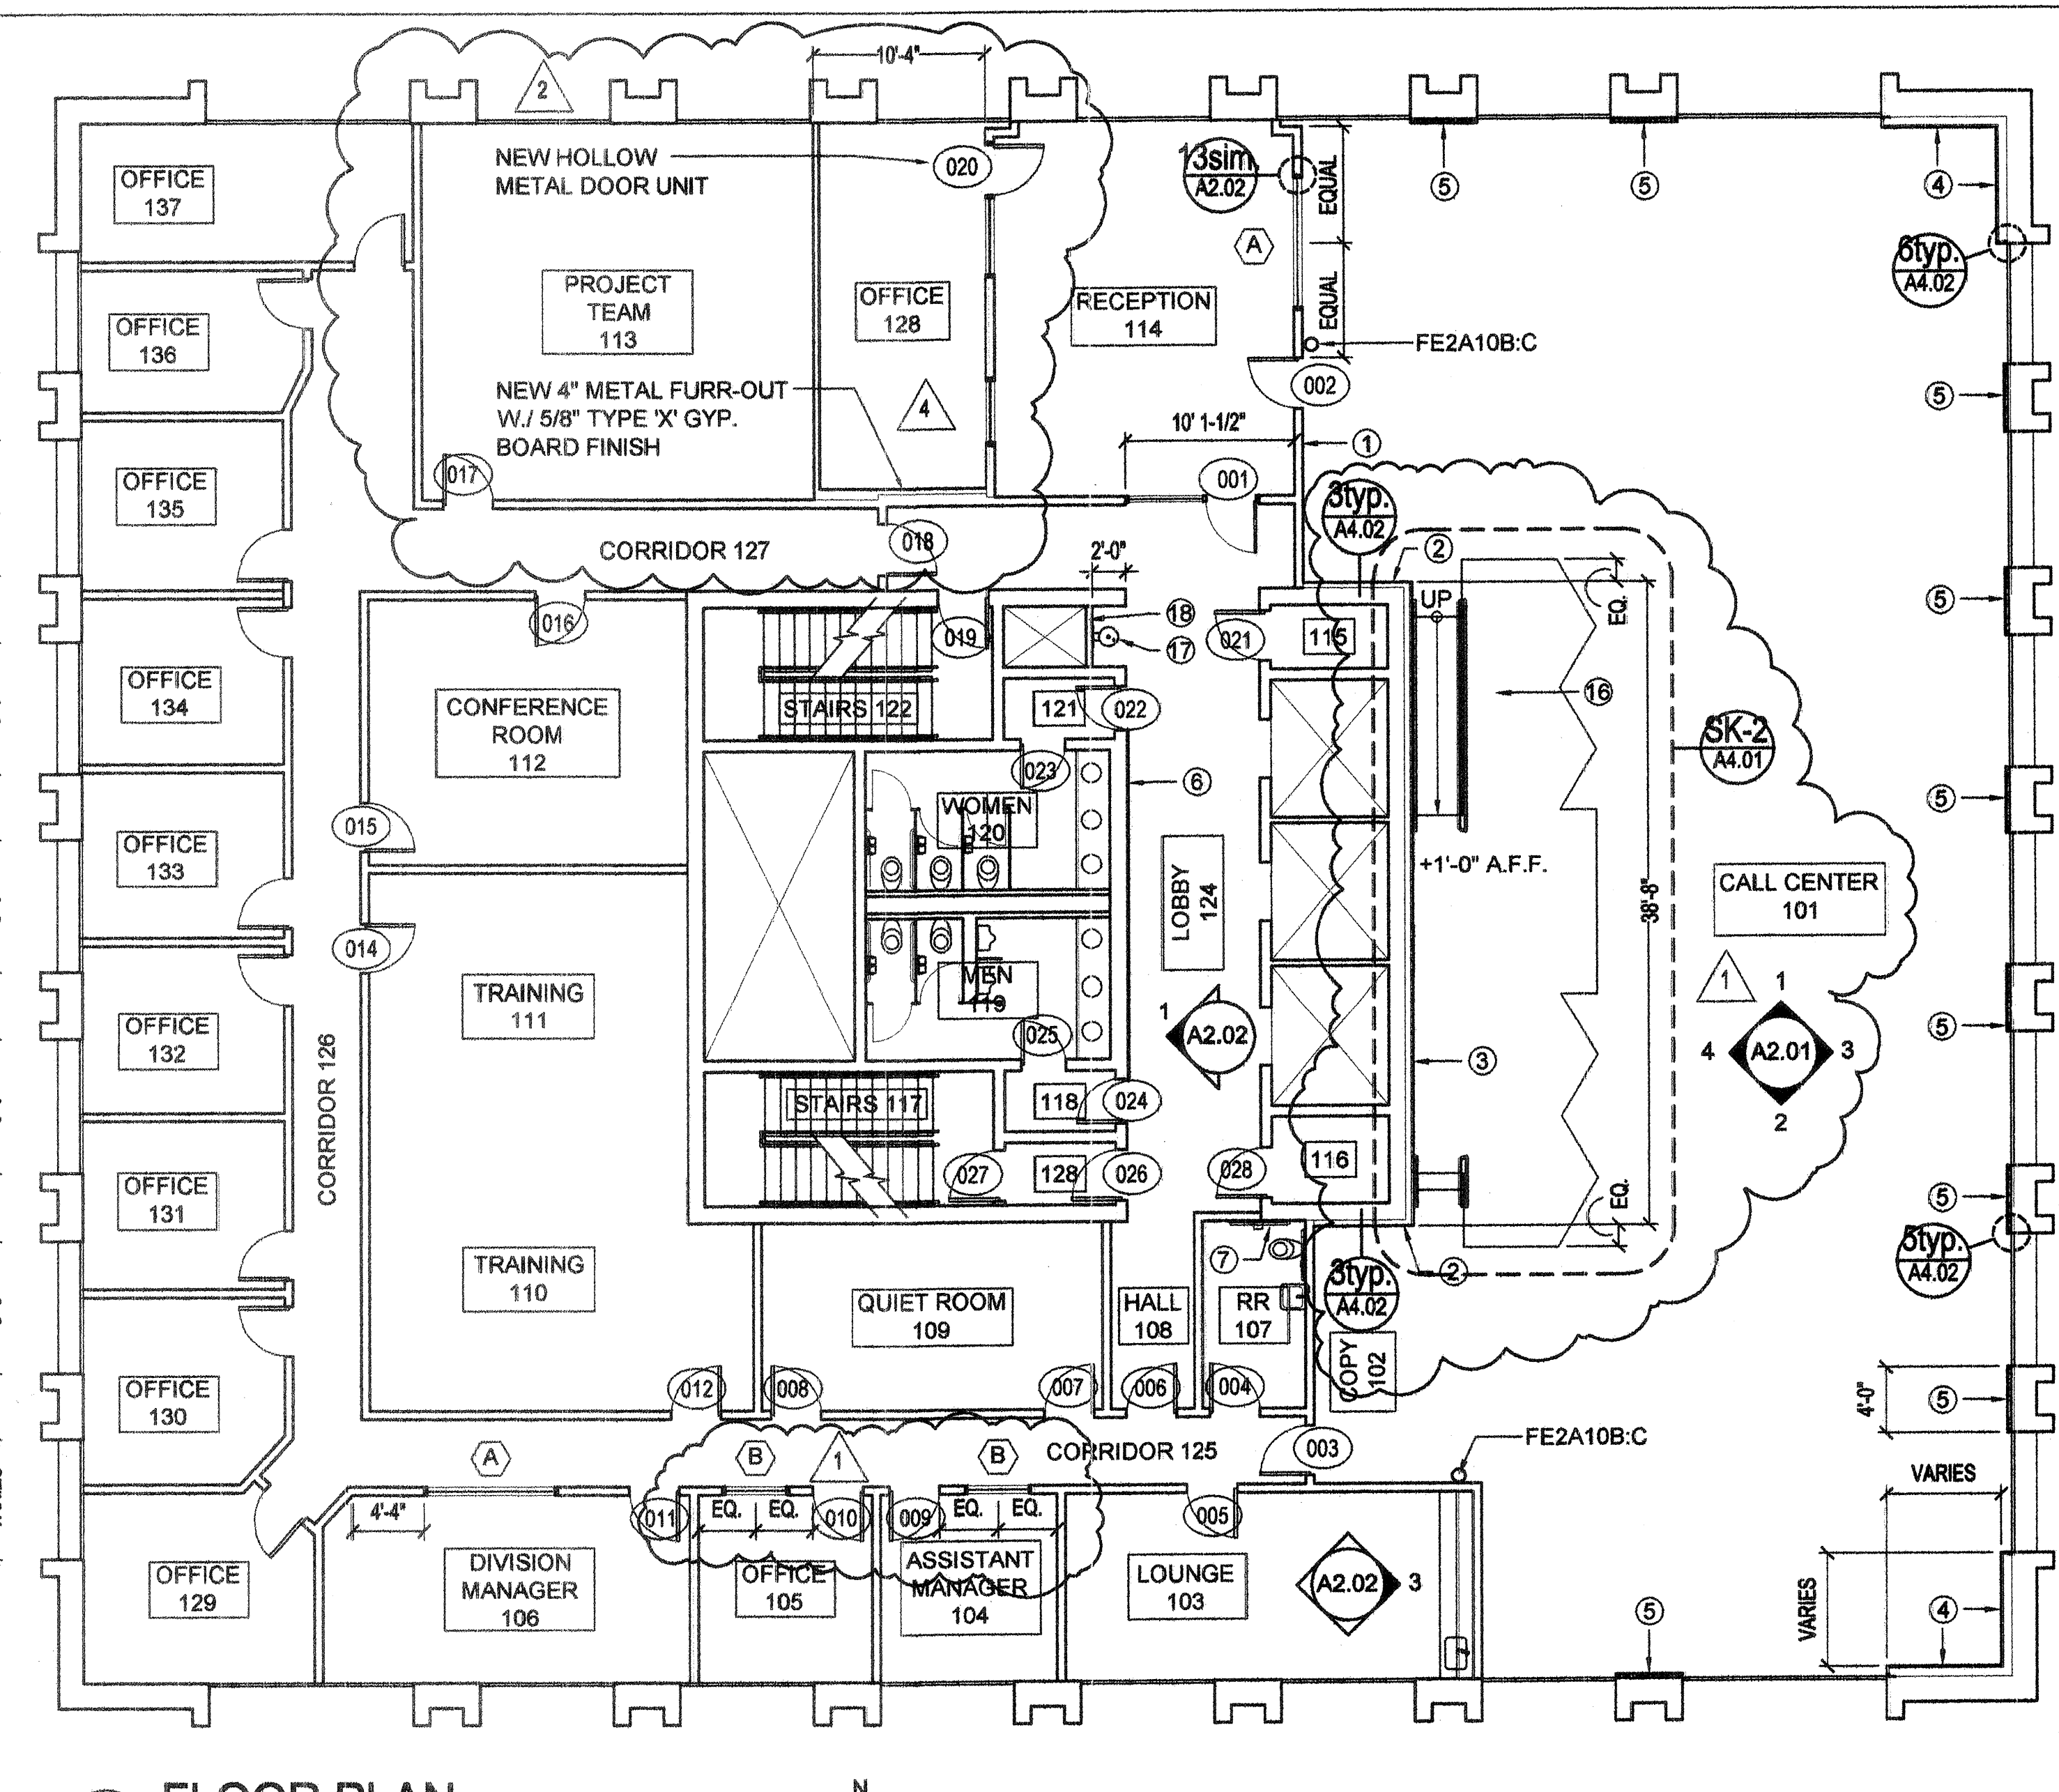 10'-4"
2
NEW HOLLOW
METAL DOOR UNIT
020
13sim.
A2.02
EQUAL
5
5
4
OFFICE
137
A
6typ.
A4.02
PROJECT
TEAM
113
OFFICE
128
RECEPTION
114
EQUAL
FE2A10B:C
OFFICE
136
002
5
NEW 4" METAL FURR-OUT
W./ 5/8" TYPE 'X' GYP.
BOARD FINISH
4
10' 1-1/2"
1
017
001
OFFICE
135
3typ.
A4.02
CORRIDOR 127
018
2'-0"
2
EQ.
UP
5
016
019
18
17
021
115
OFFICE
134
CONFERENCE
ROOM
112
STAIRS 122
121
022
16
SK-2
A4.01
023
6
5
015
WOMEN
120
OFFICE
133
LOBBY
124
+1'-0" A.F.F.
38'-8"
CALL CENTER
101
014
TRAINING
111
MEN
119
1
A2.02
1
1
4
A2.01
3
2
5
025
OFFICE
132
3
CORRIDOR 126
STAIRS 117
118
024
OFFICE
131
027
128
026
028
116
EQ.
5
5typ.
A4.02
7
2
3typ.
A4.02
TRAINING
110
QUIET ROOM
109
HALL
108
RR
107
COPY
102
OFFICE
130
012
008
007
006
004
4'-0"
5
A
B
1
B
CORRIDOR 125
003
FE2A10B:C
VARIES
4'-4"
011
EQ.
EQ.
010
009
EQ.
EQ.
005
OFFICE
129
DIVISION
MANAGER
106
OFFICE
105
ASSISTANT
MANAGER
104
LOUNGE
103
A2.02
3
5
VARIES
4
FLOOR PLAN
N